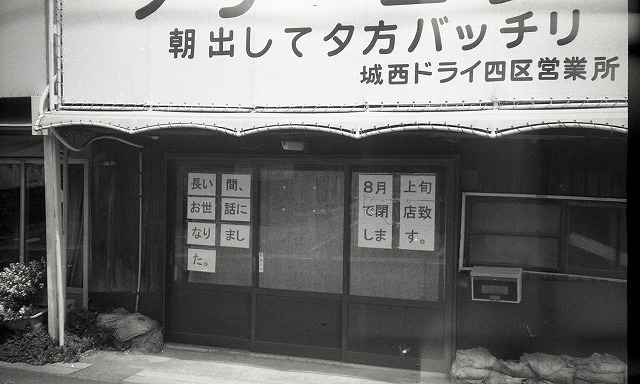 朝出して夕方バッチリ
城西ドライ四区営業所
長い間、
お世話に
なりまし
た。
8月上旬
で閉店致
します。